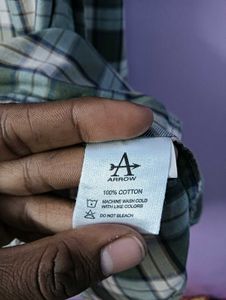 A
ARROW
100% COTTON
MACHINE WASH COLD
WITH LIKE COLORS
DO NOT BLEACH